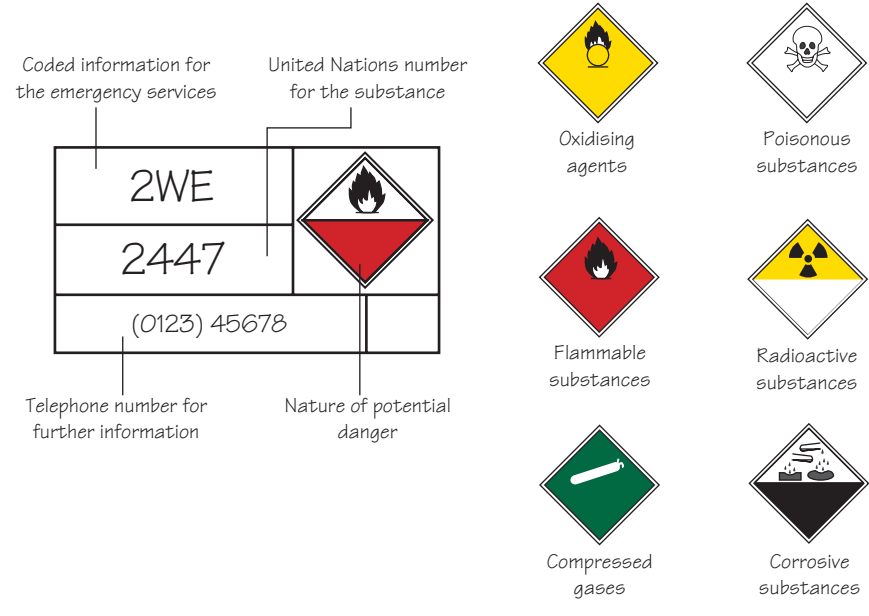 Coded information for
the emergency services
United Nations number
for the substance
2WE
2447
(0123) 45678
Telephone number for
further information
Nature of potential
danger
Oxidising
agents
Poisonous
substances
Flammable
substances
Radioactive
substances
Compressed
gases
Corrosive
substances